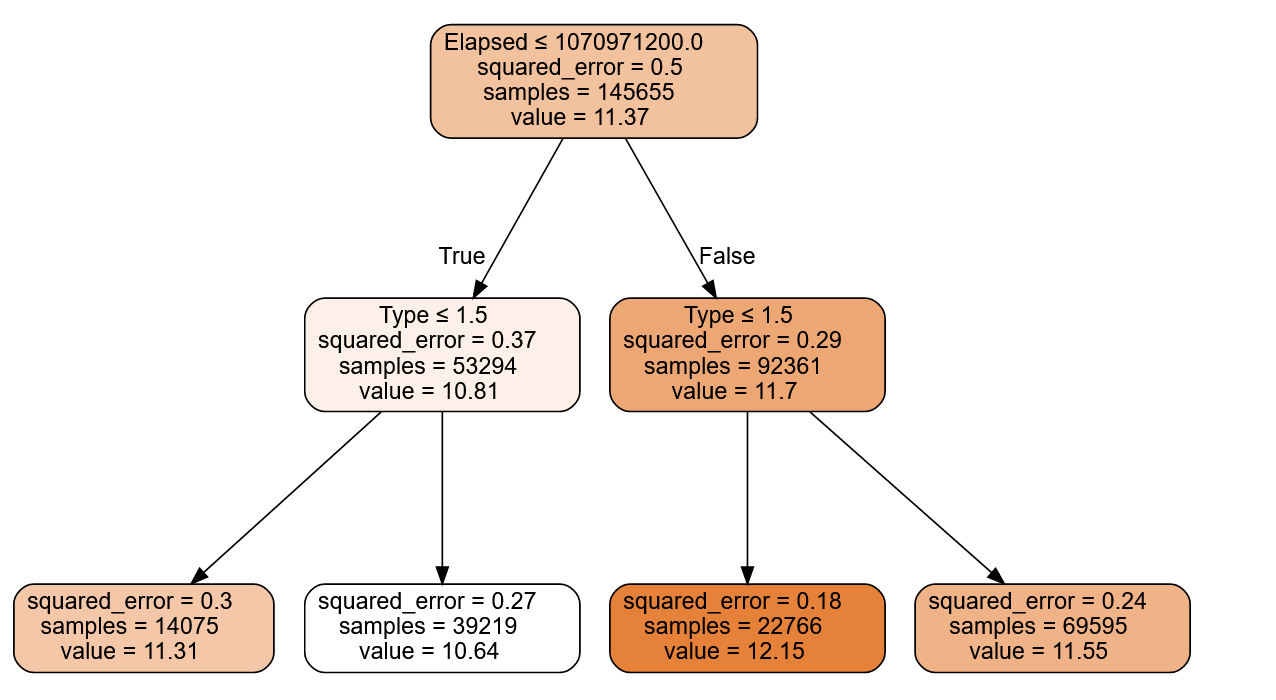 Elapsed ≤ 1070971200.0
squared_error = 0.5
samples = 145655
value = 11.37
True
False
Type ≤ 1.5
squared_error = 0.37
samples = 53294
value = 10.81
Type ≤ 1.5
squared_error = 0.29
samples = 92361
value = 11.7
squared_error = 0.3
samples = 14075
value = 11.31
squared_error = 0.27
samples = 39219
value = 10.64
squared_error = 0.18
samples = 22766
value = 12.15
squared_error = 0.24
samples = 69595
value = 11.55